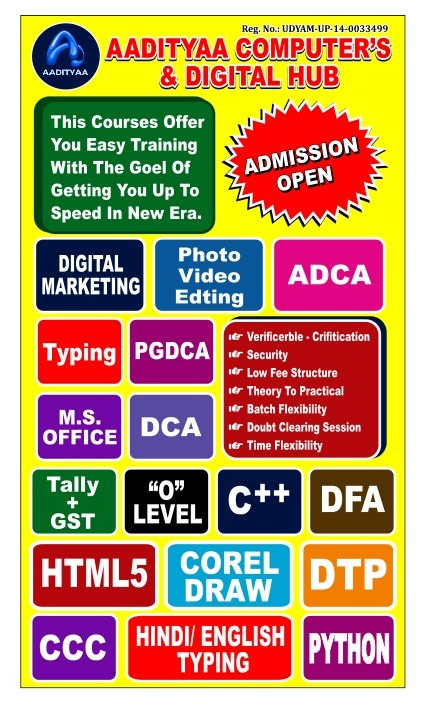 Reg. No.: UDYAM-UP-14-0033499
AADITYAA
AADITYAA COMPUTER'S
& DIGITAL HUB
This Courses Offer
You Easy Training
With The Goel Of
Getting You Up To
Speed In New Era.
ADMISSION
OPEN
DIGITAL
MARKETING
Photo
Video
Edting
ADCA
Typing
PGDCA
Verificerble - Crifitication
Security
Low Fee Structure
Theory To Practical
Batch Flexibility
Doubt Clearing Session
Time Flexibility
M.S.
OFFICE
DCA
Tally
+
GST
“O”
LEVEL
C++
DFA
HTML5
COREL
DRAW
DTP
CCC
HINDI/ ENGLISH
TYPING
PYTHON